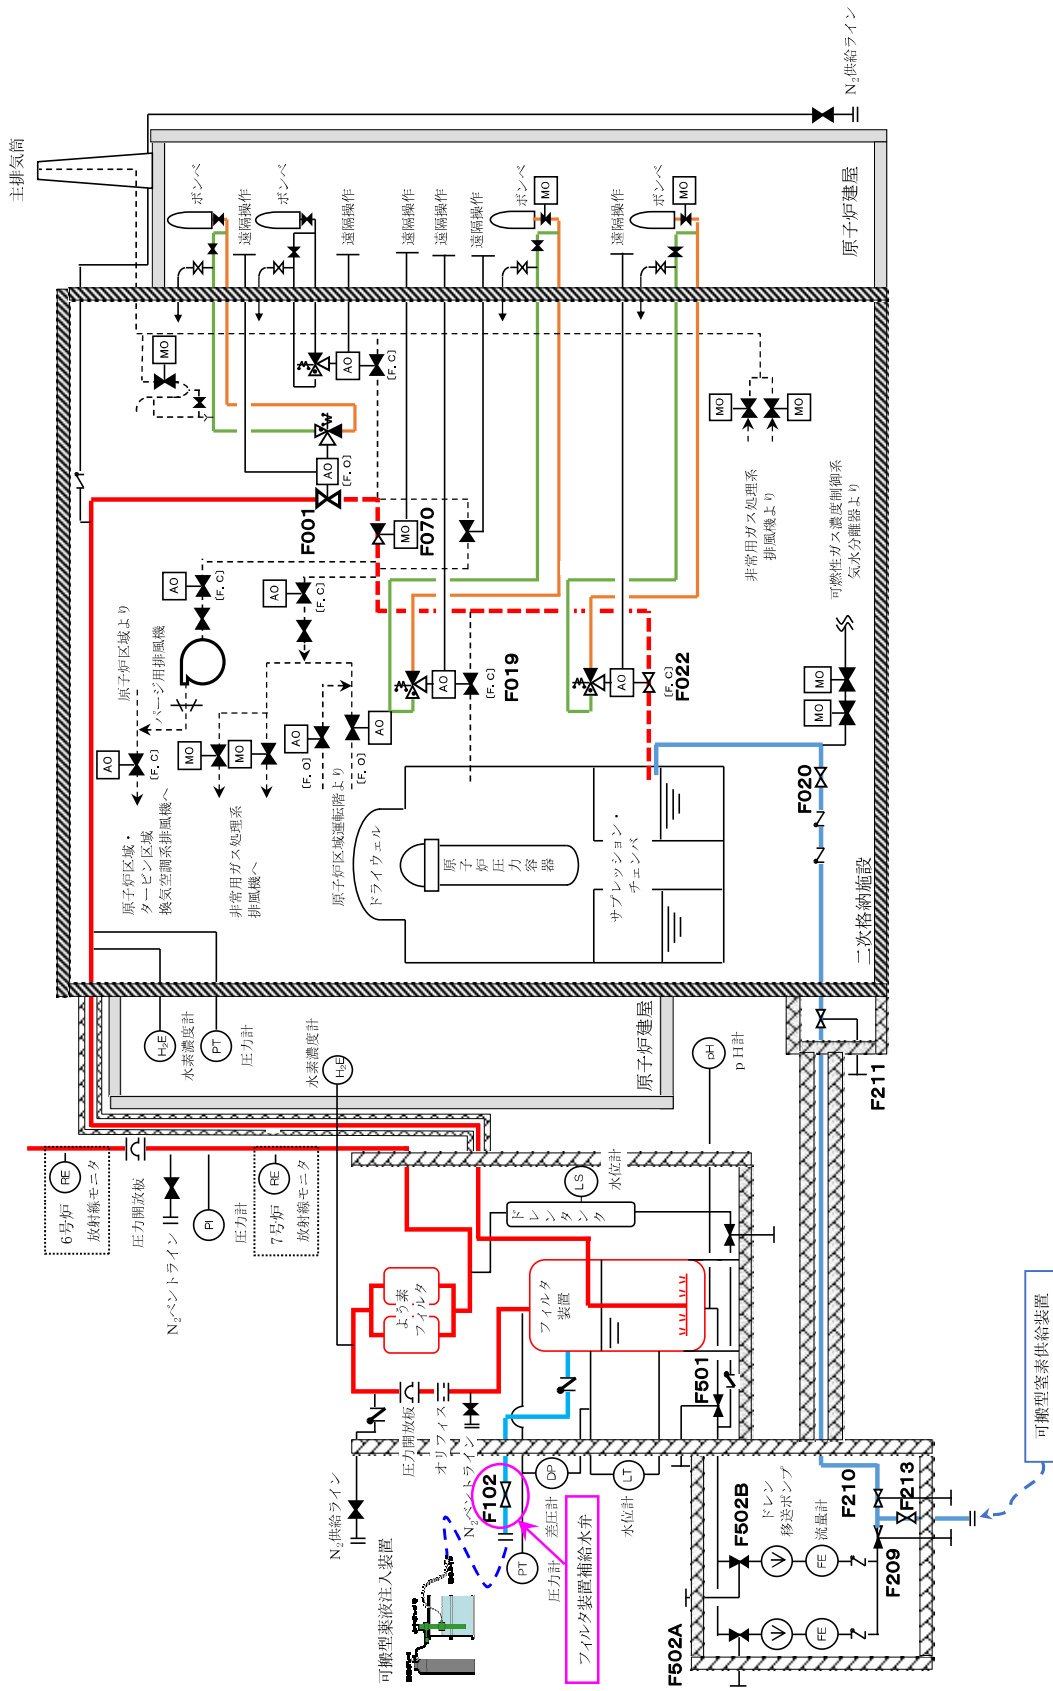 主排気筒
N₂供給ライン
原子炉建屋
ボンベ
遠隔操作
ボンベ
遠隔操作
遠隔操作
遠隔操作
遠隔操作
ボンベ
MO
遠隔操作
ボンベ
MO
MO
AO
[F.C]
AO
[F.O]
F001
MO
F070
AO
[F.C]
AO
[F.C]
原子炉区域より
パージ用排風機
AO
[F.C]
MO
MO
AO
[F.O]
AO
[F.O]
AO
[F.C]
F019
AO
[F.C]
F022
MO
MO
非常用ガス処理系
排風機より
可燃性ガス濃度制御系
気水分離器より
MO
MO
原子炉区域・
タービン区域
換気空調系排風機へ
非常用ガス処理系
排風機へ
原子炉区域運転階より
ドライウェル
原子炉圧力容器
サプレッション・
チェンバ
F020
二次格納施設
H₂E
水素濃度計
PT
圧力計
H₂E
水素濃度計
原子炉建屋
pH
pH計
F211
RE
6号炉
放射線モニタ
圧力開放板
N₂ベントライン
PI
圧力計
RE
7号炉
放射線モニタ
LS
水位計
ドレンタンク
よう素
フィルタ
フィルタ
装置
圧力開放板
オリフィス
N₂ベントライン
F501
N₂供給ライン
F102
DP
差圧計
LT
水位計
PT
圧力計
フィルタ装置補給水弁
可搬型薬液注入装置
F502B
ドレン
移送ポンプ
流量計
FE
FE
F502A
F210
F213
F209
可搬型窒素供給装置